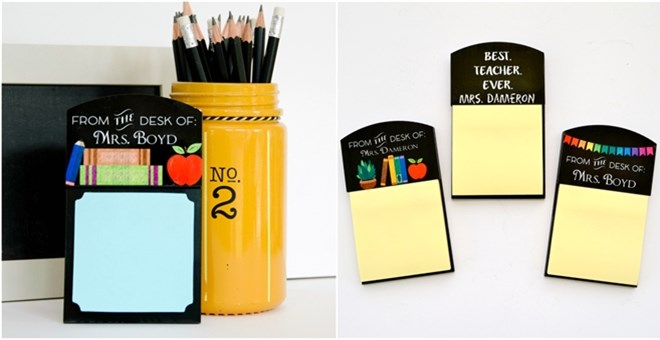 FROM THE DESK OF:
MRS. BOYD
No.
2
BEST.
TEACHER.
EVER.
MRS. DAMERON
FROM THE DESK OF:
MRS. DAMERON
FROM THE DESK OF:
MRS. BOYD